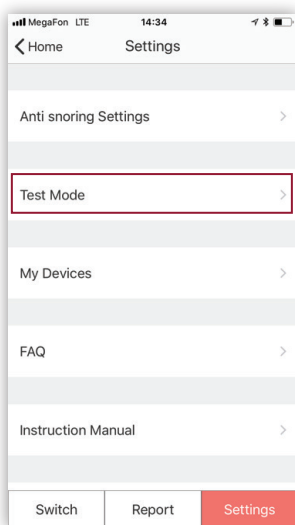 MegaFon LTE 14:34
Home Settings
Anti snoring Settings
Test Mode
My Devices
FAQ
Instruction Manual
Switch Report Settings